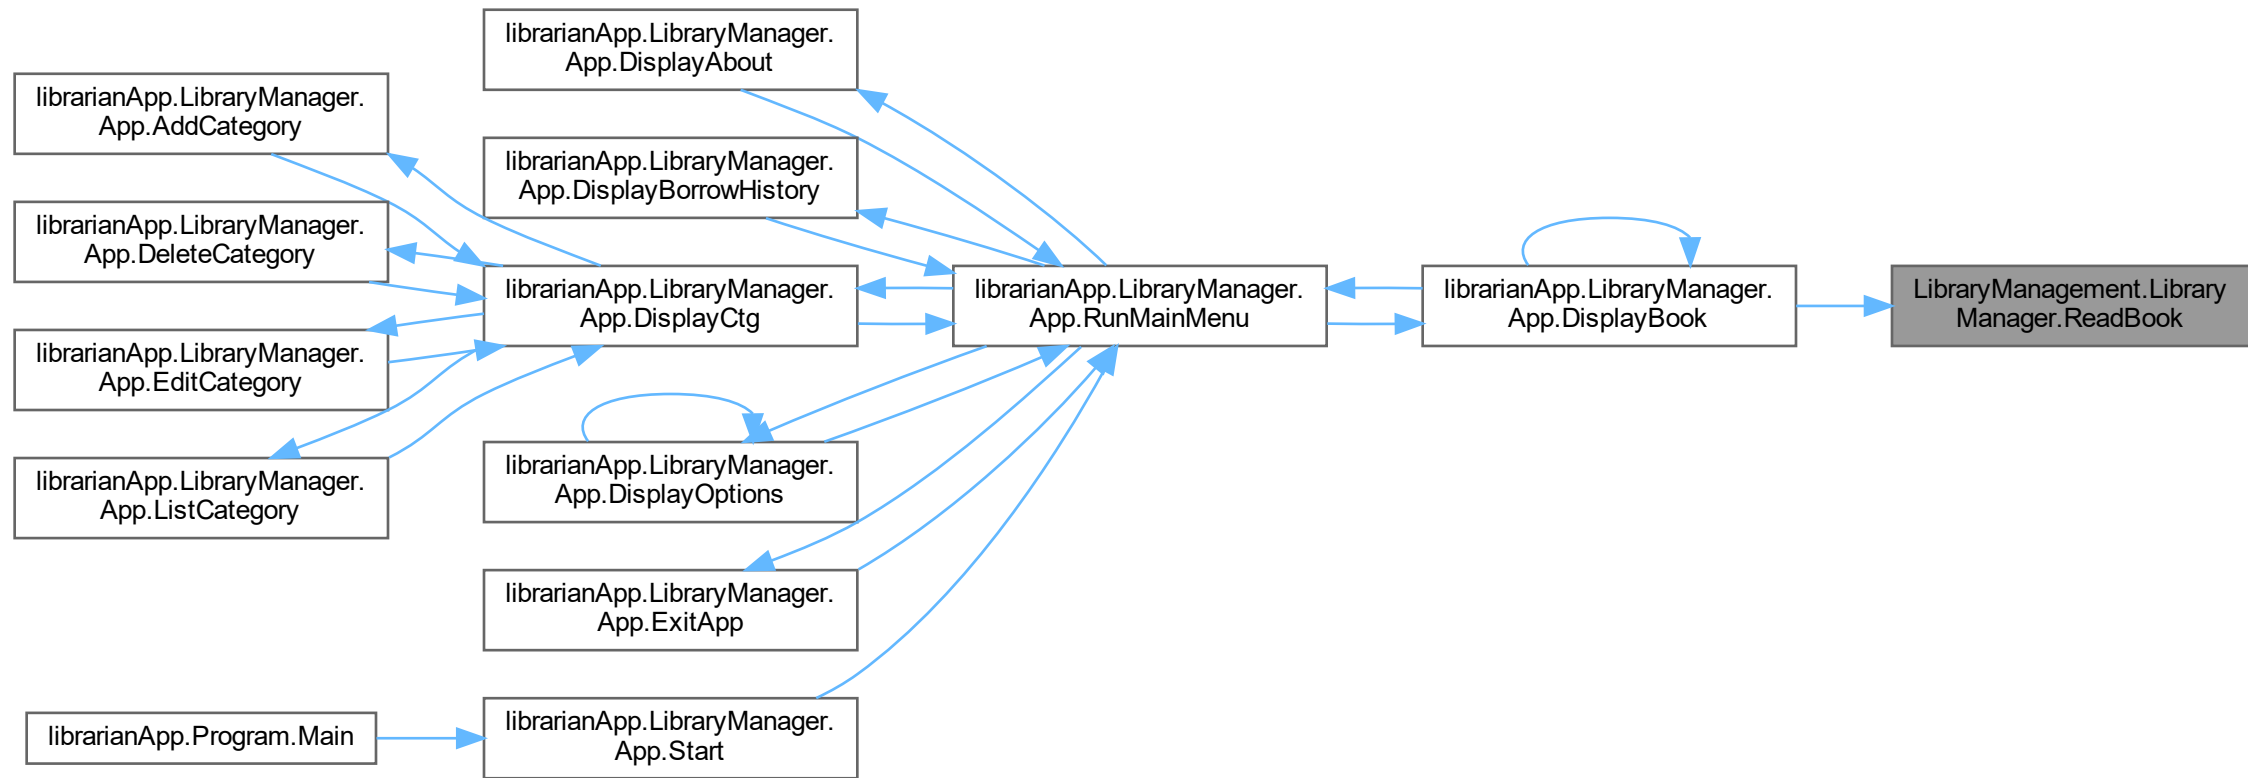 librarianApp.LibraryManager.
App.DisplayAbout
librarianApp.LibraryManager.
App.AddCategory
librarianApp.LibraryManager.
App.DisplayBorrowHistory
librarianApp.LibraryManager.
App.DeleteCategory
librarianApp.LibraryManager.
App.DisplayCtg
librarianApp.LibraryManager.
App.RunMainMenu
librarianApp.LibraryManager.
App.DisplayBook
LibraryManagement.Library
Manager.ReadBook
librarianApp.LibraryManager.
App.EditCategory
librarianApp.LibraryManager.
App.DisplayOptions
librarianApp.LibraryManager.
App.ListCategory
librarianApp.LibraryManager.
App.ExitApp
librarianApp.Program.Main
librarianApp.LibraryManager.
App.Start